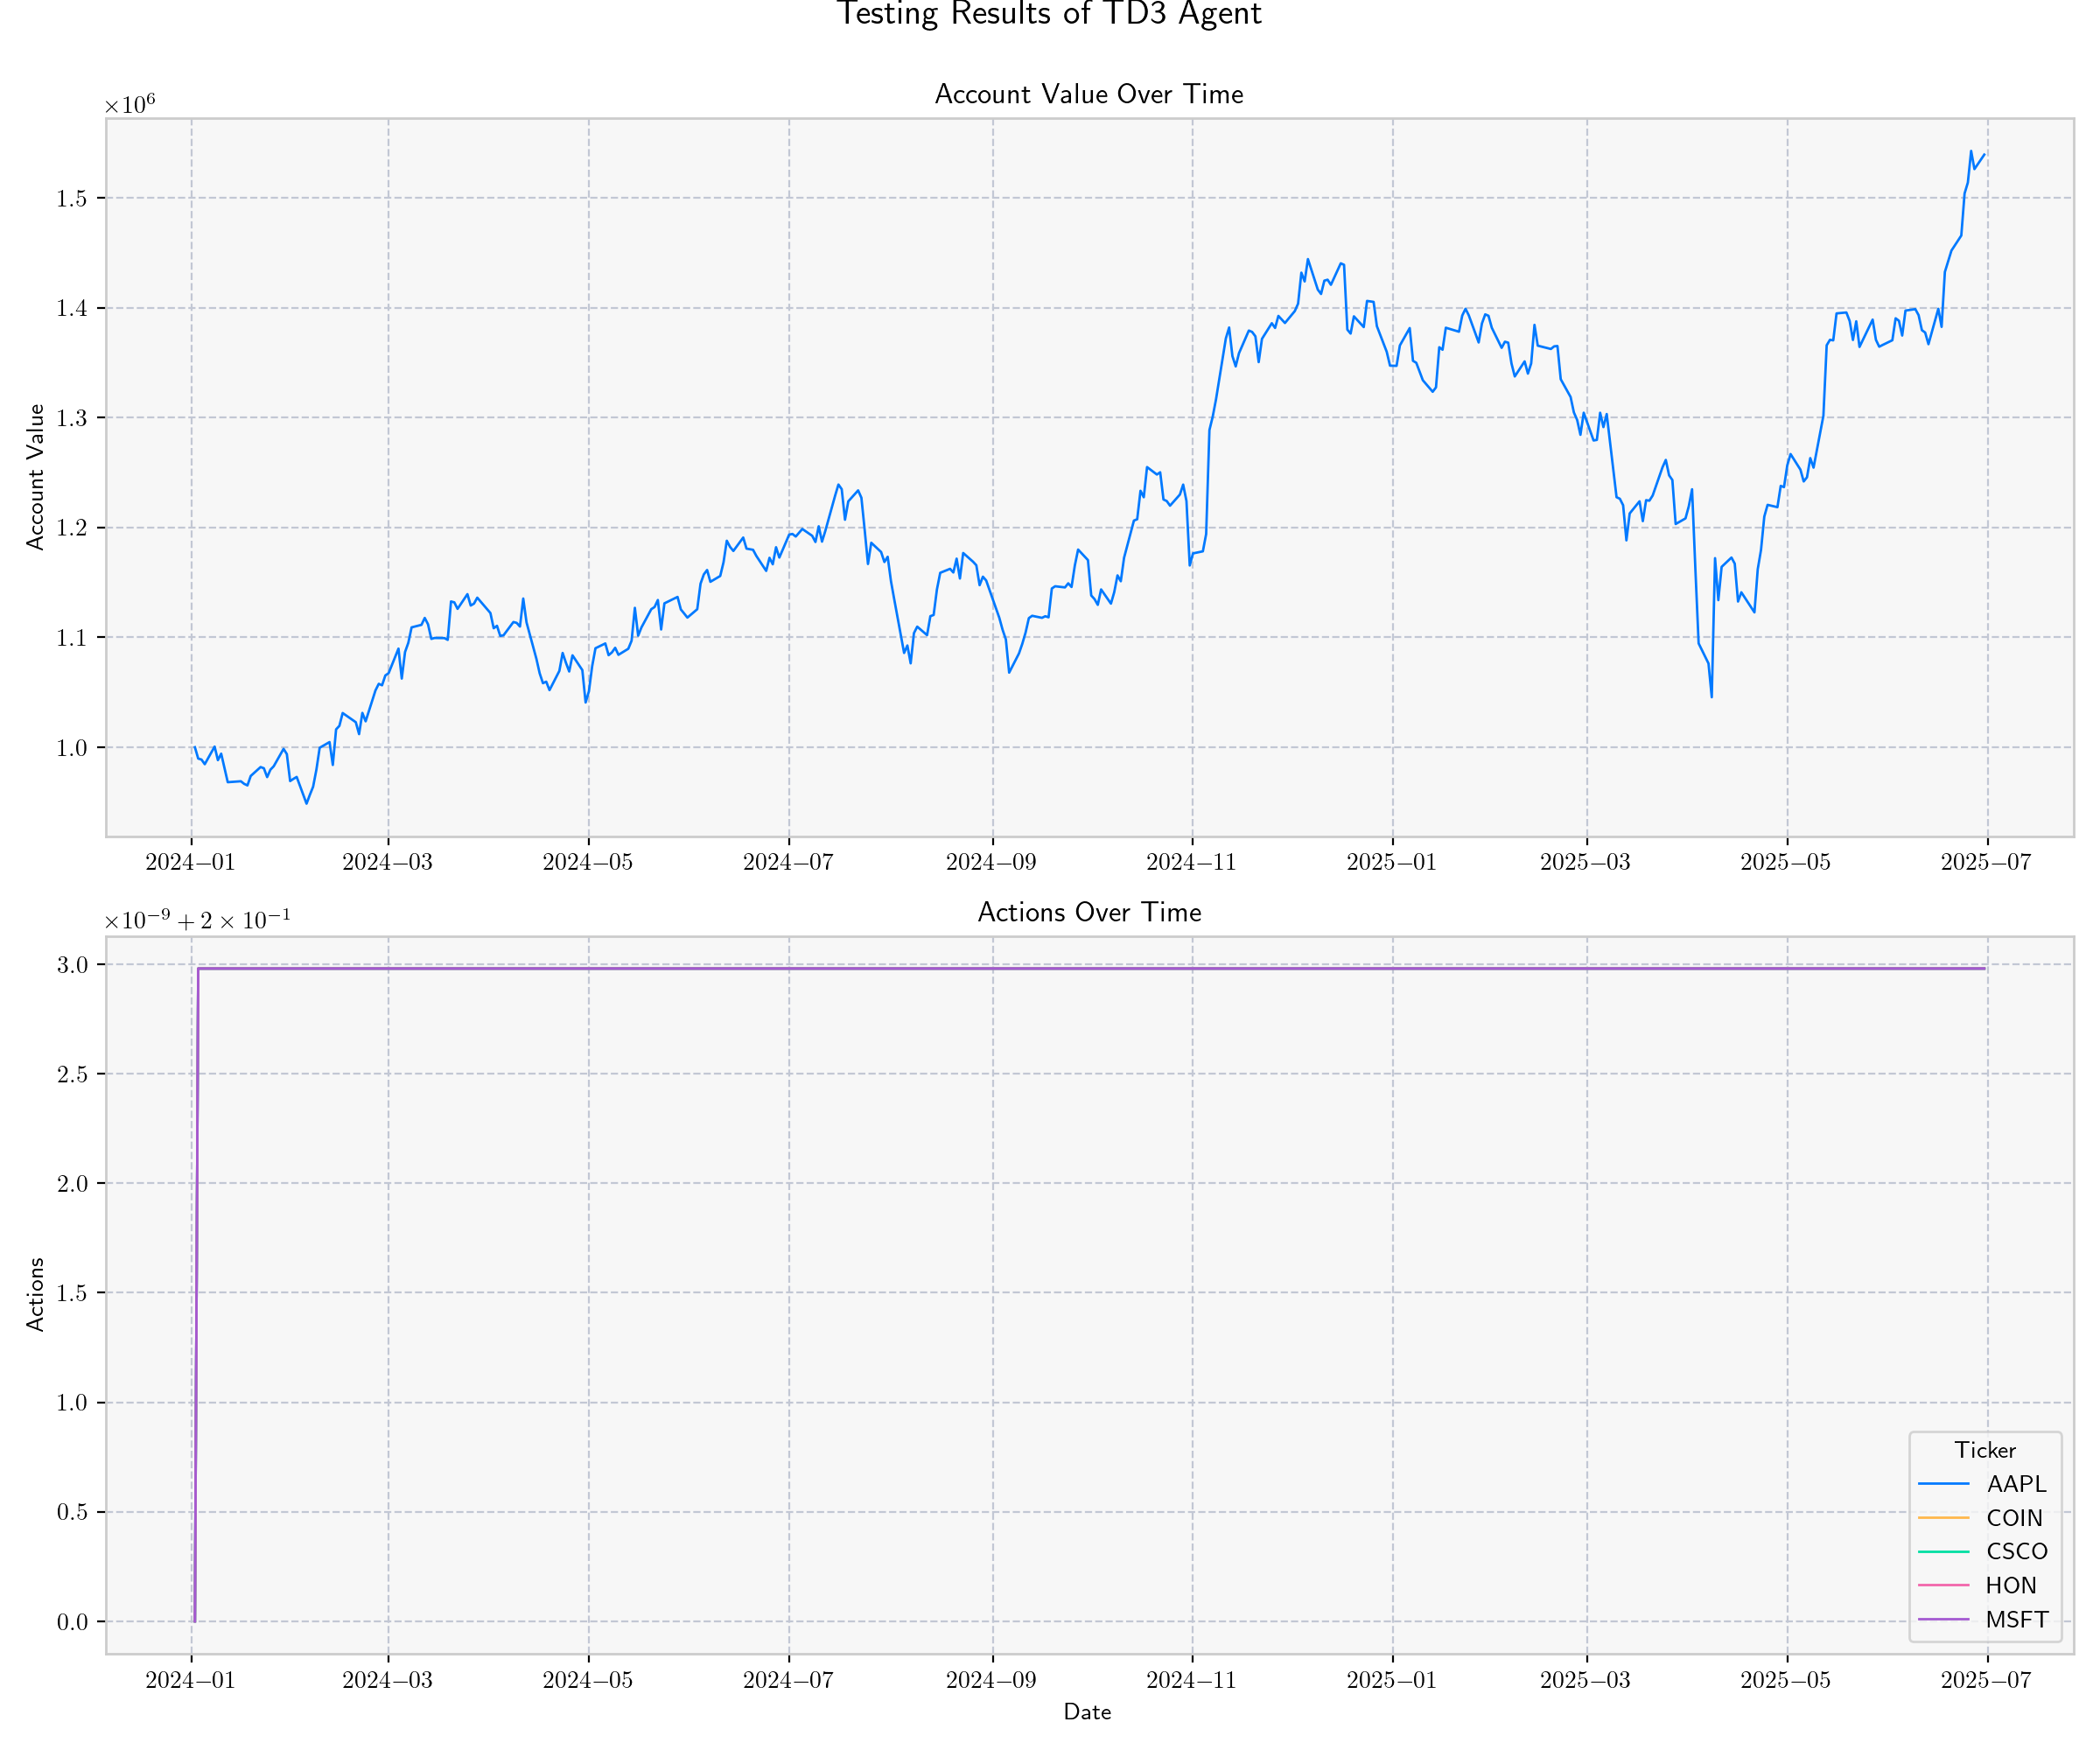 Testing Results of TD3 Agent
Account Value Over Time
×10⁶
Account Value
1.5
1.4
1.3
1.2
1.1
1.0
2024–01 2024–03 2024–05 2024–07 2024–09 2024–11 2025–01 2025–03 2025–05 2025–07
Actions Over Time
×10⁻⁹ + 2 × 10⁻¹
Actions
3.0
2.5
2.0
1.5
1.0
0.5
0.0
Ticker
AAPL
COIN
CSCO
HON
MSFT
2024–01 2024–03 2024–05 2024–07 2024–09 2024–11 2025–01 2025–03 2025–05 2025–07
Date